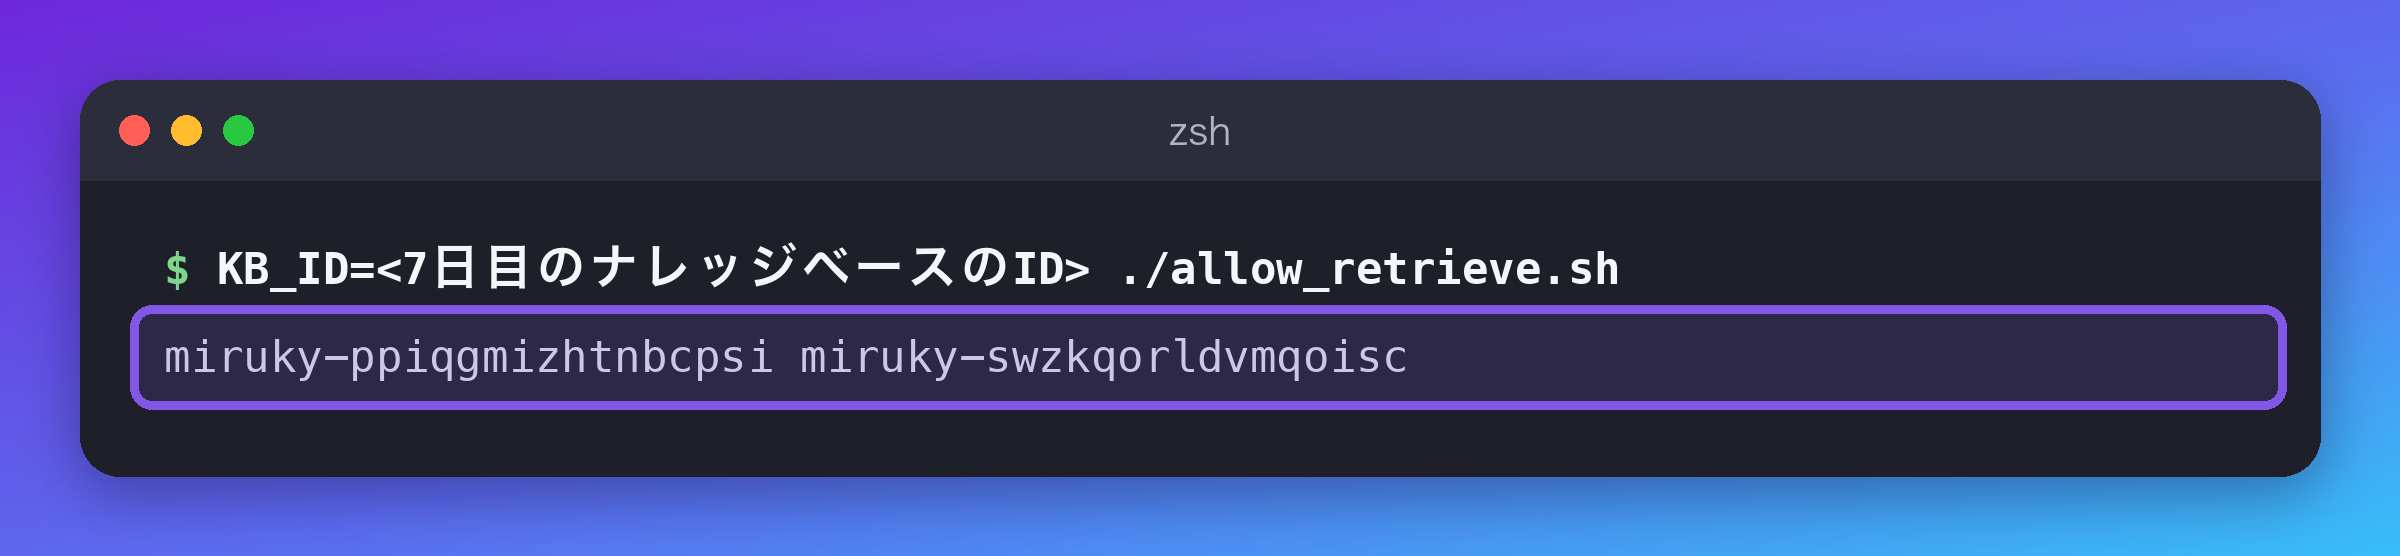 zsh
$ KB_ID=<7日目のナレッジベースのID> ./allow_retrieve.sh
miruky-ppiqgmizhtnbcpsi miruky-swzkqorldvmqoisc